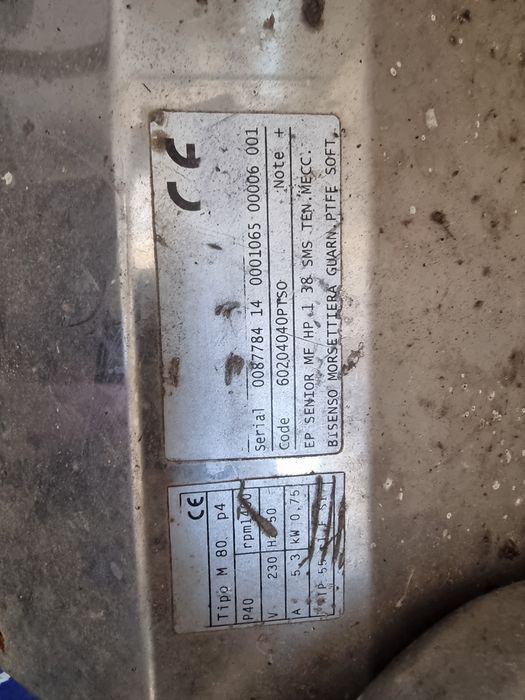 CE
Serial 0087784 14 0001065 00006 001
Code 60204040PTSO Note +
EP SENIOR MF HP.1 38 SMS TEN.MECC.
BISENSO MORSETTIERA GUARN.PTFE SOFT.
CE
Tipo M 80 p4
P40 rpm
V 230 50
A 5,3 kW 0,75